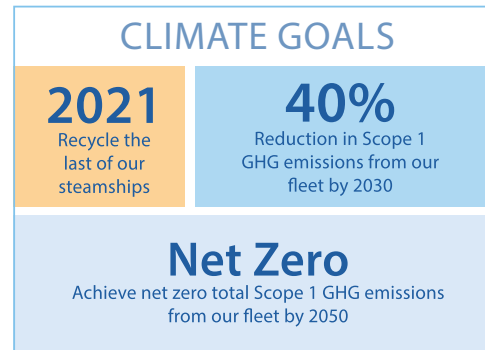 CLIMATE GOALS
2021
Recycle the
last of our
steamships
40%
Reduction in Scope 1
GHG emissions from our
fleet by 2030
Net Zero
Achieve net zero total Scope 1 GHG emissions
from our fleet by 2050